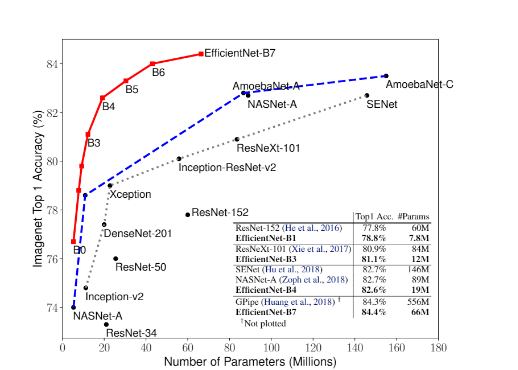 EfficientNet-B7
84
B6
AmoebaNet-A
AmoebaNet-C
B5
NASNet-A
SENet
B4
82
B3
ResNeXt-101
80
Inception-ResNet-v2
Xception
78
ResNet-152
DenseNet-201
B0
76
ResNet-50
Inception-v2
74
NASNet-A
ResNet-34
Imagenet Top 1 Accuracy (%)
0 20 40 60 80 100 120 140 160 180
Number of Parameters (Millions)
Top1 Acc. #Params
ResNet-152 (He et al., 2016) 77.8% 60M
EfficientNet-B1 78.8% 7.8M
ResNeXt-101 (Xie et al., 2017) 80.9% 84M
EfficientNet-B3 81.1% 12M
SENet (Hu et al., 2018) 82.7% 146M
NASNet-A (Zoph et al., 2018) 82.7% 89M
EfficientNet-B4 82.6% 19M
GPipe (Huang et al., 2018) † 84.3% 556M
EfficientNet-B7 84.4% 66M
†Not plotted